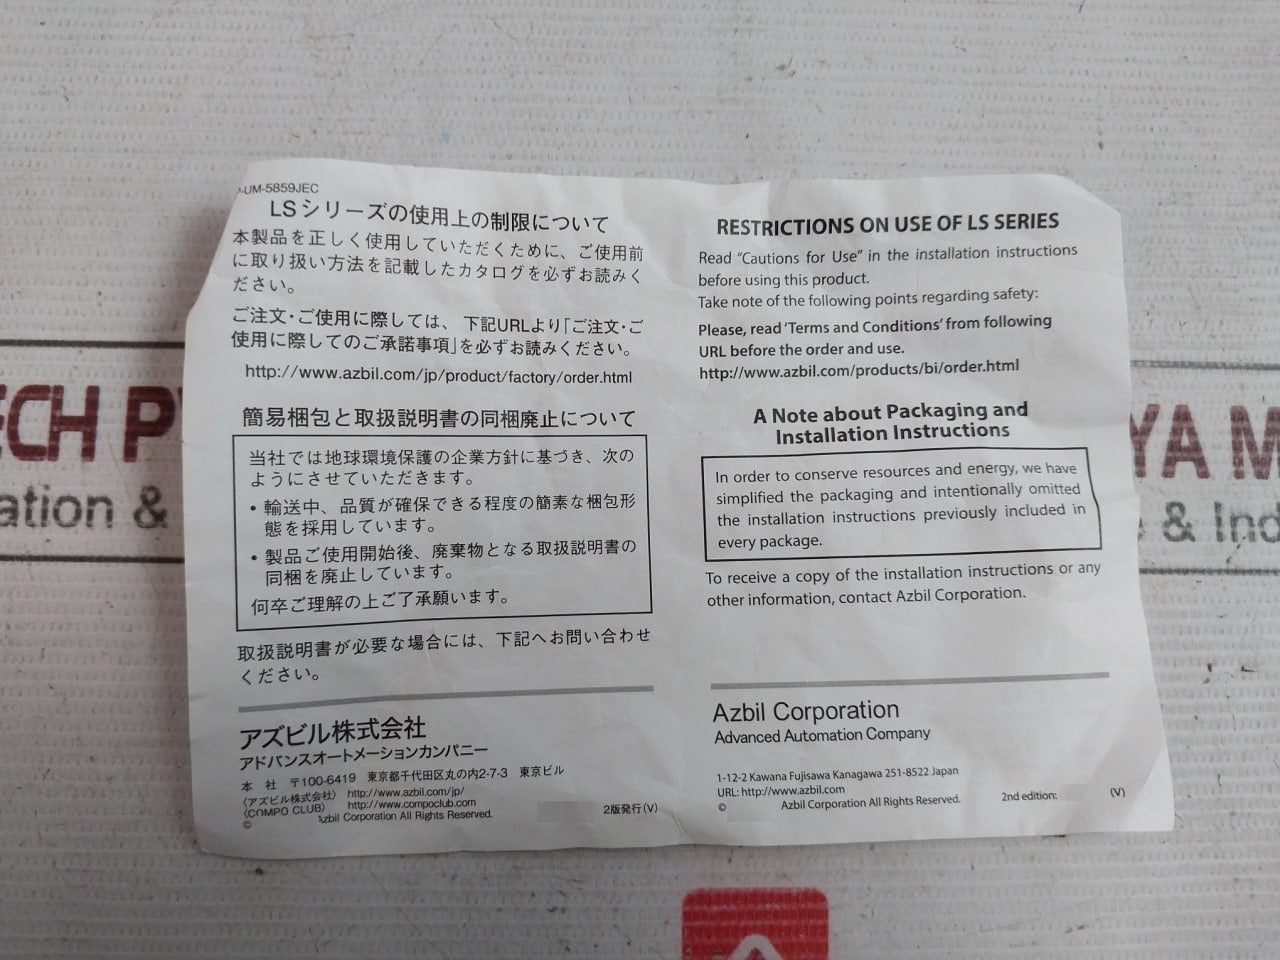 -UM-5859JEC
LSシリーズの使用上の制限について
本製品を正しく使用していただくために、ご使用前
に取り扱い方法を記載したカタログを必ずお読みく
ださい。
ご注文･ご使用に際しては、下記URLより｢ご注文･ご
使用に際してのご承諾事項｣を必ずお読みください。
http://www.azbil.com/jp/product/factory/order.html
簡易梱包と取扱説明書の同梱廃止について
当社では地球環境保護の企業方針に基づき、次の
ようにさせていただきます。
• 輸送中、品質が確保できる程度の簡素な梱包形
態を採用しています。
• 製品ご使用開始後、廃棄物となる取扱説明書の
同梱を廃止しています。
何卒ご理解の上ご了承願います。
取扱説明書が必要な場合には、下記へお問い合わせ
ください。
アズビル株式会社
アドバンスオートメーションカンパニー
本 社 〒100-6419 東京都千代田区丸の内2-7-3 東京ビル
〈アズビル株式会社〉 http://www.azbil.com/jp/
〈COMPO CLUB〉 http://www.compoclub.com
© Azbil Corporation All Rights Reserved.
2版発行(V)
RESTRICTIONS ON USE OF LS SERIES
Read “Cautions for Use” in the installation instructions
before using this product.
Take note of the following points regarding safety:
Please, read ‘Terms and Conditions’ from following
URL before the order and use.
http://www.azbil.com/products/bi/order.html
A Note about Packaging and
Installation Instructions
In order to conserve resources and energy, we have
simplified the packaging and intentionally omitted
the installation instructions previously included in
every package.
To receive a copy of the installation instructions or any
other information, contact Azbil Corporation.
Azbil Corporation
Advanced Automation Company
1-12-2 Kawana Fujisawa Kanagawa 251-8522 Japan
URL: http://www.azbil.com
© Azbil Corporation All Rights Reserved.
2nd edition: (V)
ECH P
ation &
YA M
& Ind